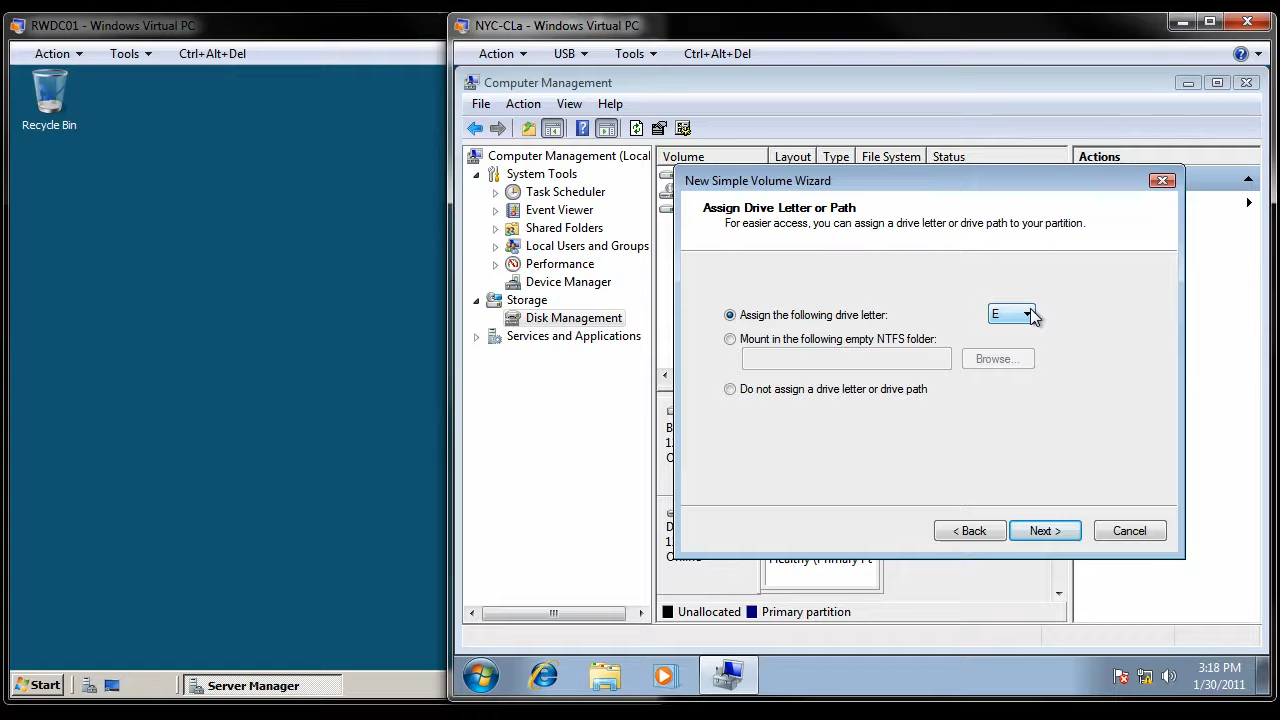 RWDC01 - Windows Virtual PC
Action Tools Ctrl+Alt+Del
Recycle Bin
Start
Server Manager
NYC-CLa - Windows Virtual PC
Action USB Tools Ctrl+Alt+Del
Computer Management
File Action View Help
Computer Management (Local
System Tools
Task Scheduler
Event Viewer
Shared Folders
Local Users and Groups
Performance
Device Manager
Storage
Disk Management
Services and Applications
Volume Layout Type File System Status
Actions
New Simple Volume Wizard
Assign Drive Letter or Path
For easier access, you can assign a drive letter or drive path to your partition.
Assign the following drive letter: E
Mount in the following empty NTFS folder:
Browse...
Do not assign a drive letter or drive path
< Back Next > Cancel
Unallocated Primary partition
3:18 PM
1/30/2011